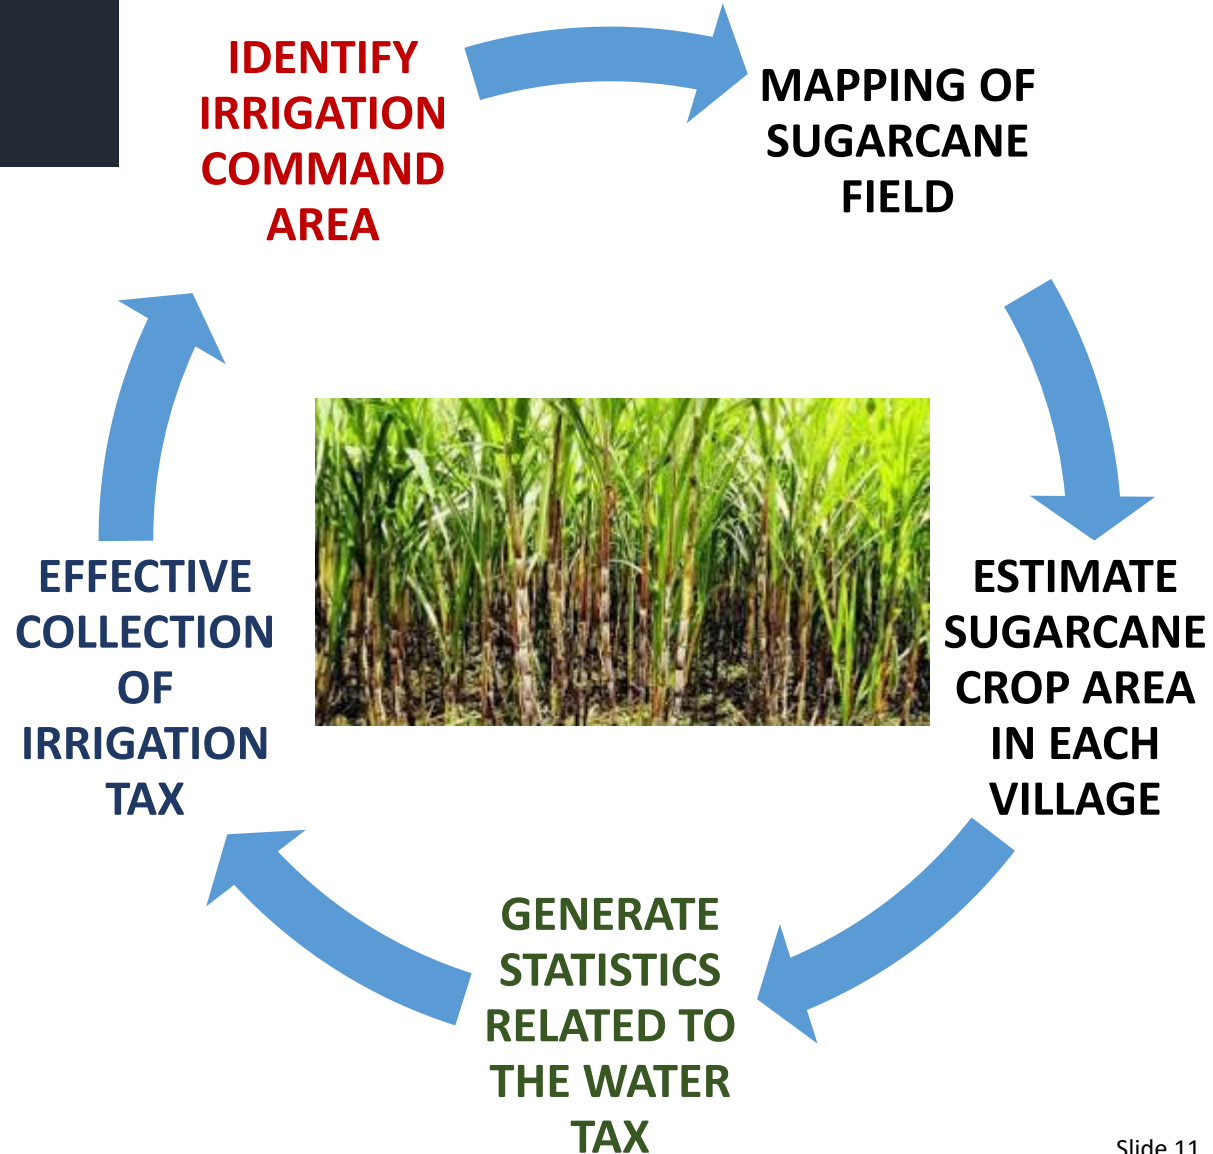 IDENTIFY
IRRIGATION
COMMAND
AREA
MAPPING OF
SUGARCANE
FIELD
ESTIMATE
SUGARCANE
CROP AREA
IN EACH
VILLAGE
GENERATE
STATISTICS
RELATED TO
THE WATER
TAX
EFFECTIVE
COLLECTION
OF
IRRIGATION
TAX
Slide 11